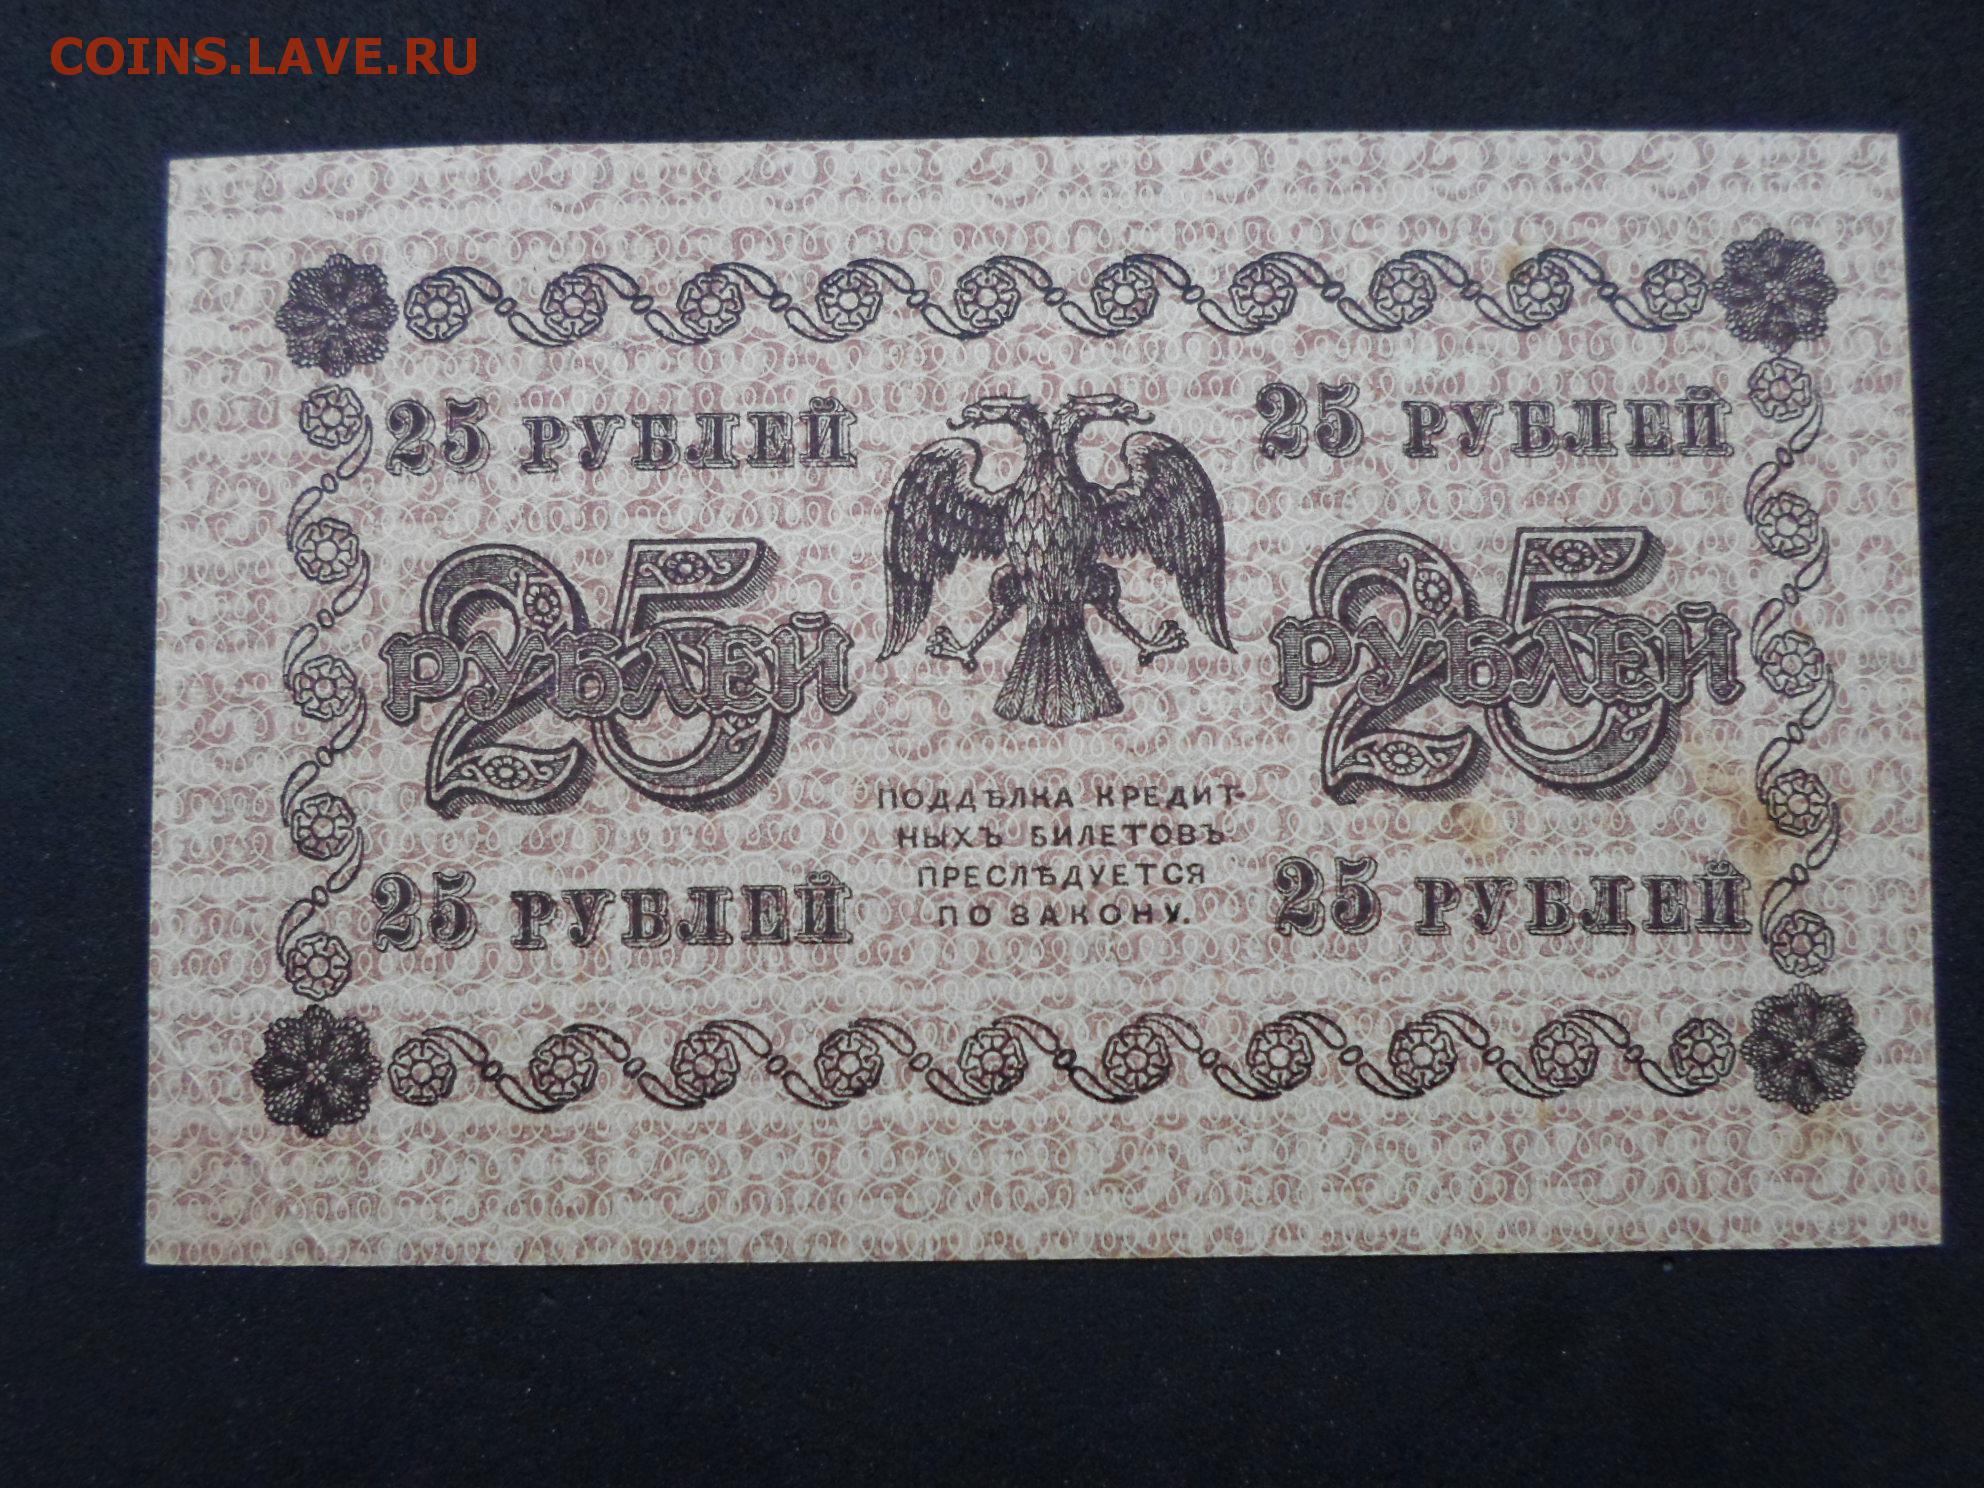 COINS.LAVE.RU
25 РУБЛЕЙ
25 РУБЛЕЙ
25 РУБЛЕЙ
25 РУБЛЕЙ
ПОДДѢЛКА КРЕДИТ-
НЫХЪ БИЛЕТОВЪ
ПРЕСЛѢДУЕТСЯ
ПО ЗАКОНУ.
25 РУБЛЕЙ
25 РУБЛЕЙ